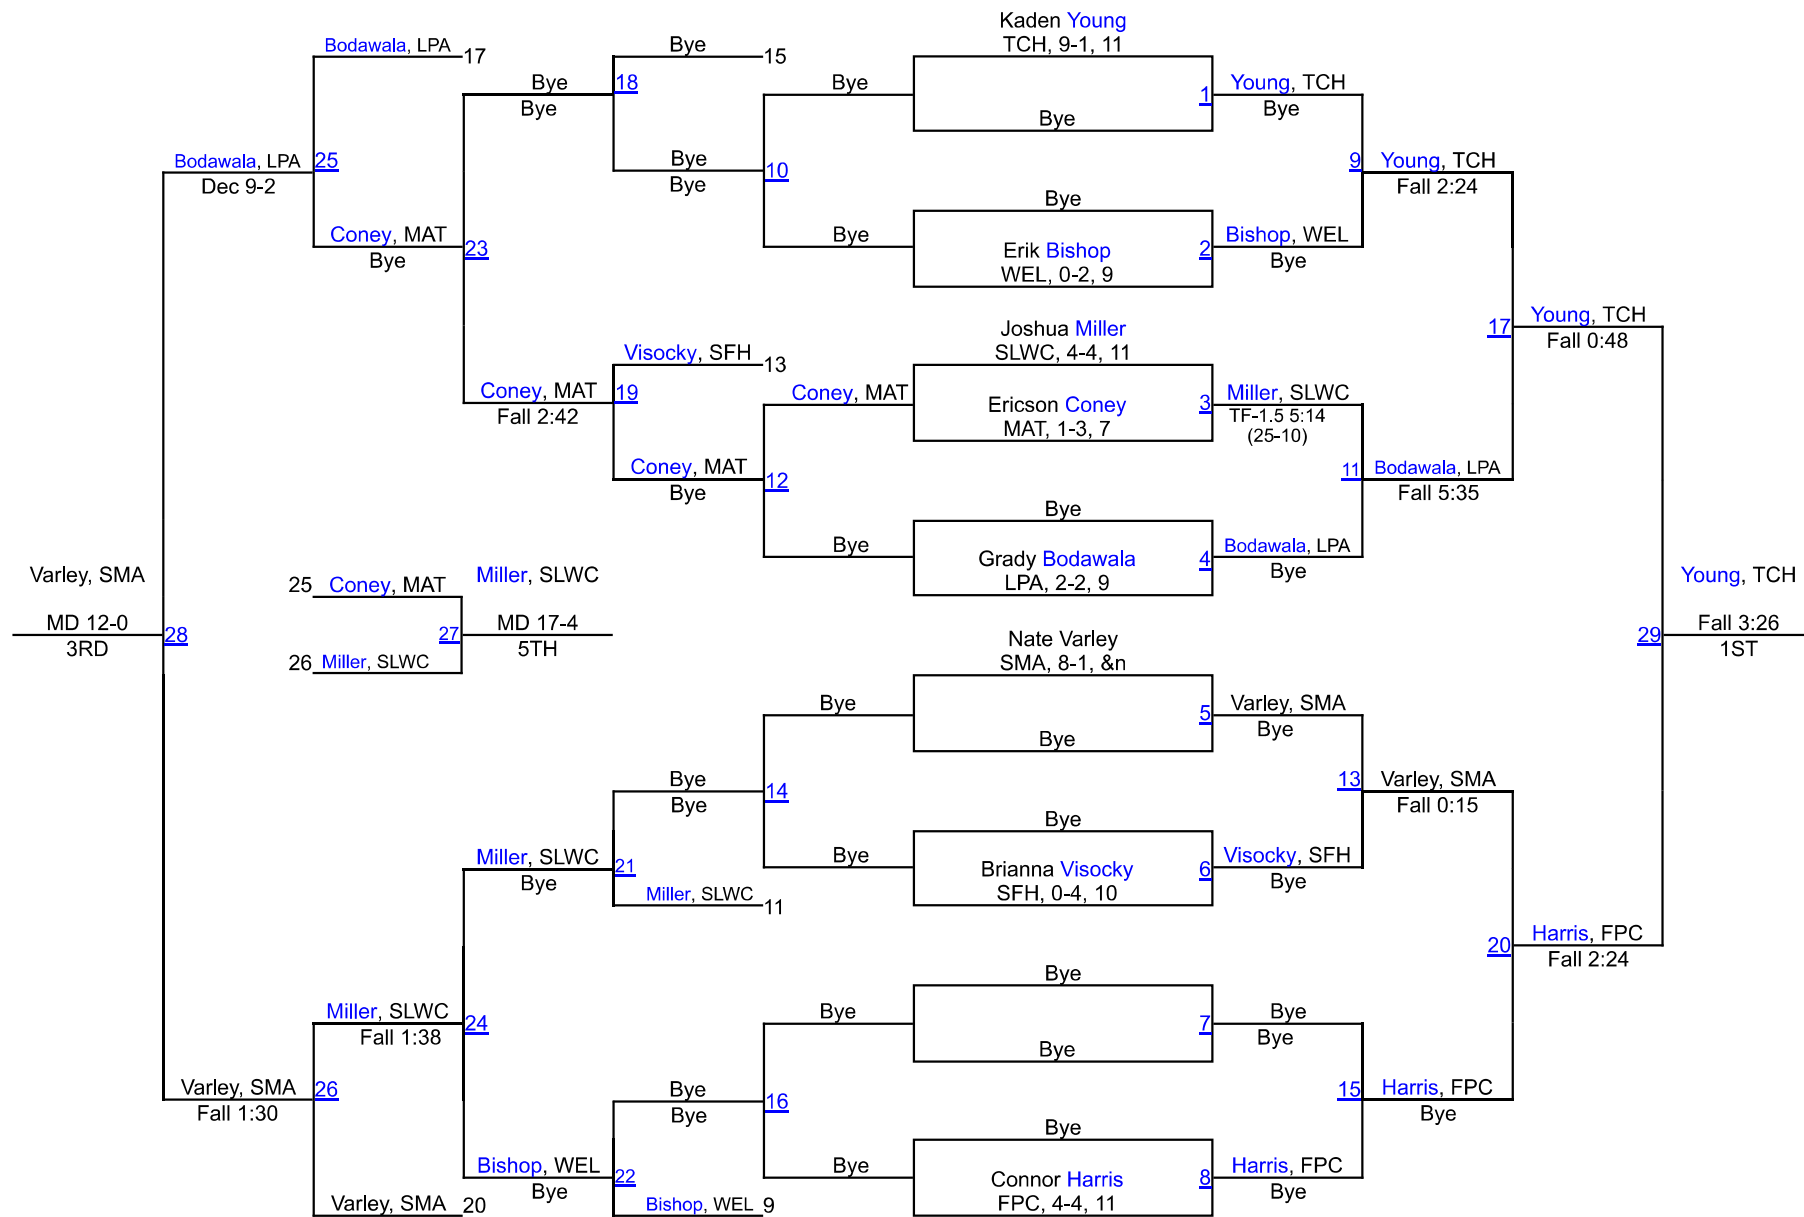 Kaden Young
TCH, 9-1, 11
Bodawala, LPA 17
Bye 15
Bye
Bye
18
Bye
Bye
1
Young, TCH
Bye
Bodawala, LPA
Dec 9-2
25
Bye
Bye
10
9
Young, TCH
Fall 2:24
Coney, MAT
Bye
23
Bye
Bye
Erik Bishop
WEL, 0-2, 9
2
Bishop, WEL
Bye
Joshua Miller
SLWC, 4-4, 11
17
Young, TCH
Fall 0:48
Visocky, SFH 13
Coney, MAT
Fall 2:42
19
Coney, MAT
Ericson Coney
MAT, 1-3, 7
3
Miller, SLWC
TF-1.5 5:14
(25-10)
Coney, MAT
Bye
12
11
Bodawala, LPA
Fall 5:35
Bye
Bye
Grady Bodawala
LPA, 2-2, 9
4
Bodawala, LPA
Bye
Varley, SMA
MD 12-0
3RD
28
25 Coney, MAT
26 Miller, SLWC
27
Miller, SLWC
MD 17-4
5TH
29
Young, TCH
Fall 3:26
1ST
Nate Varley
SMA, 8-1, &n
Bye
Bye
5
Varley, SMA
Bye
Bye
Bye
14
13
Varley, SMA
Fall 0:15
Miller, SLWC
Bye
21
Bye
Bye
Brianna Visocky
SFH, 0-4, 10
6
Visocky, SFH
Bye
Miller, SLWC 11
20
Harris, FPC
Fall 2:24
Bye
Miller, SLWC
Fall 1:38
24
Bye
Bye
7
Bye
Bye
Varley, SMA
Fall 1:30
26
Bye
Bye
16
15
Harris, FPC
Bye
Bye
Bishop, WEL
Bye
22
Bye
Connor Harris
FPC, 4-4, 11
8
Harris, FPC
Bye
Varley, SMA 20
Bishop, WEL 9